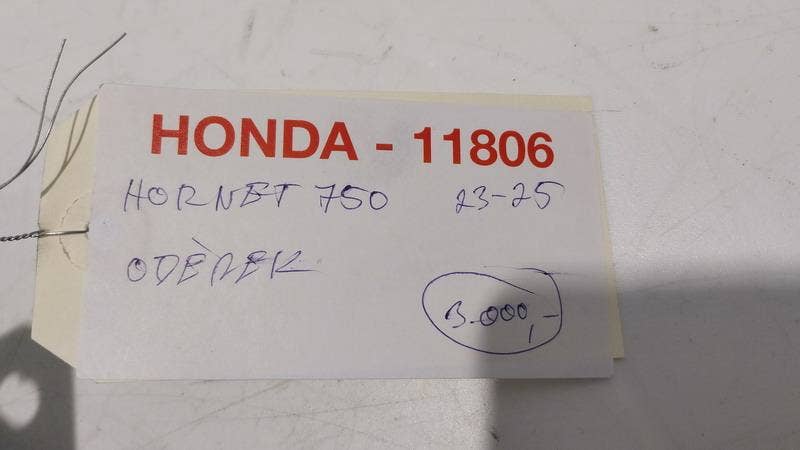 HONDA - 11806
HORNET 750 23-25
ODĚREK
3.000,-